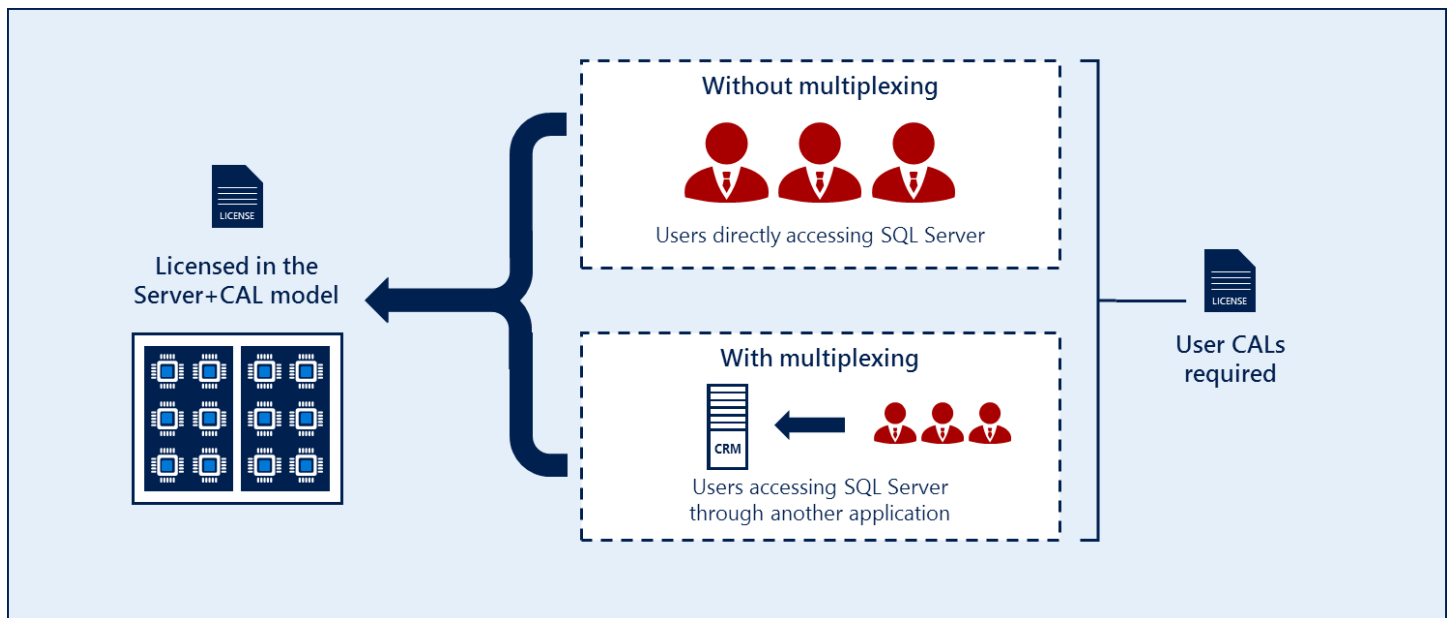 LICENSE
Licensed in the
Server+CAL model
Without multiplexing
Users directly accessing SQL Server
With multiplexing
CRM
Users accessing SQL Server
through another application
LICENSE
User CALs
required